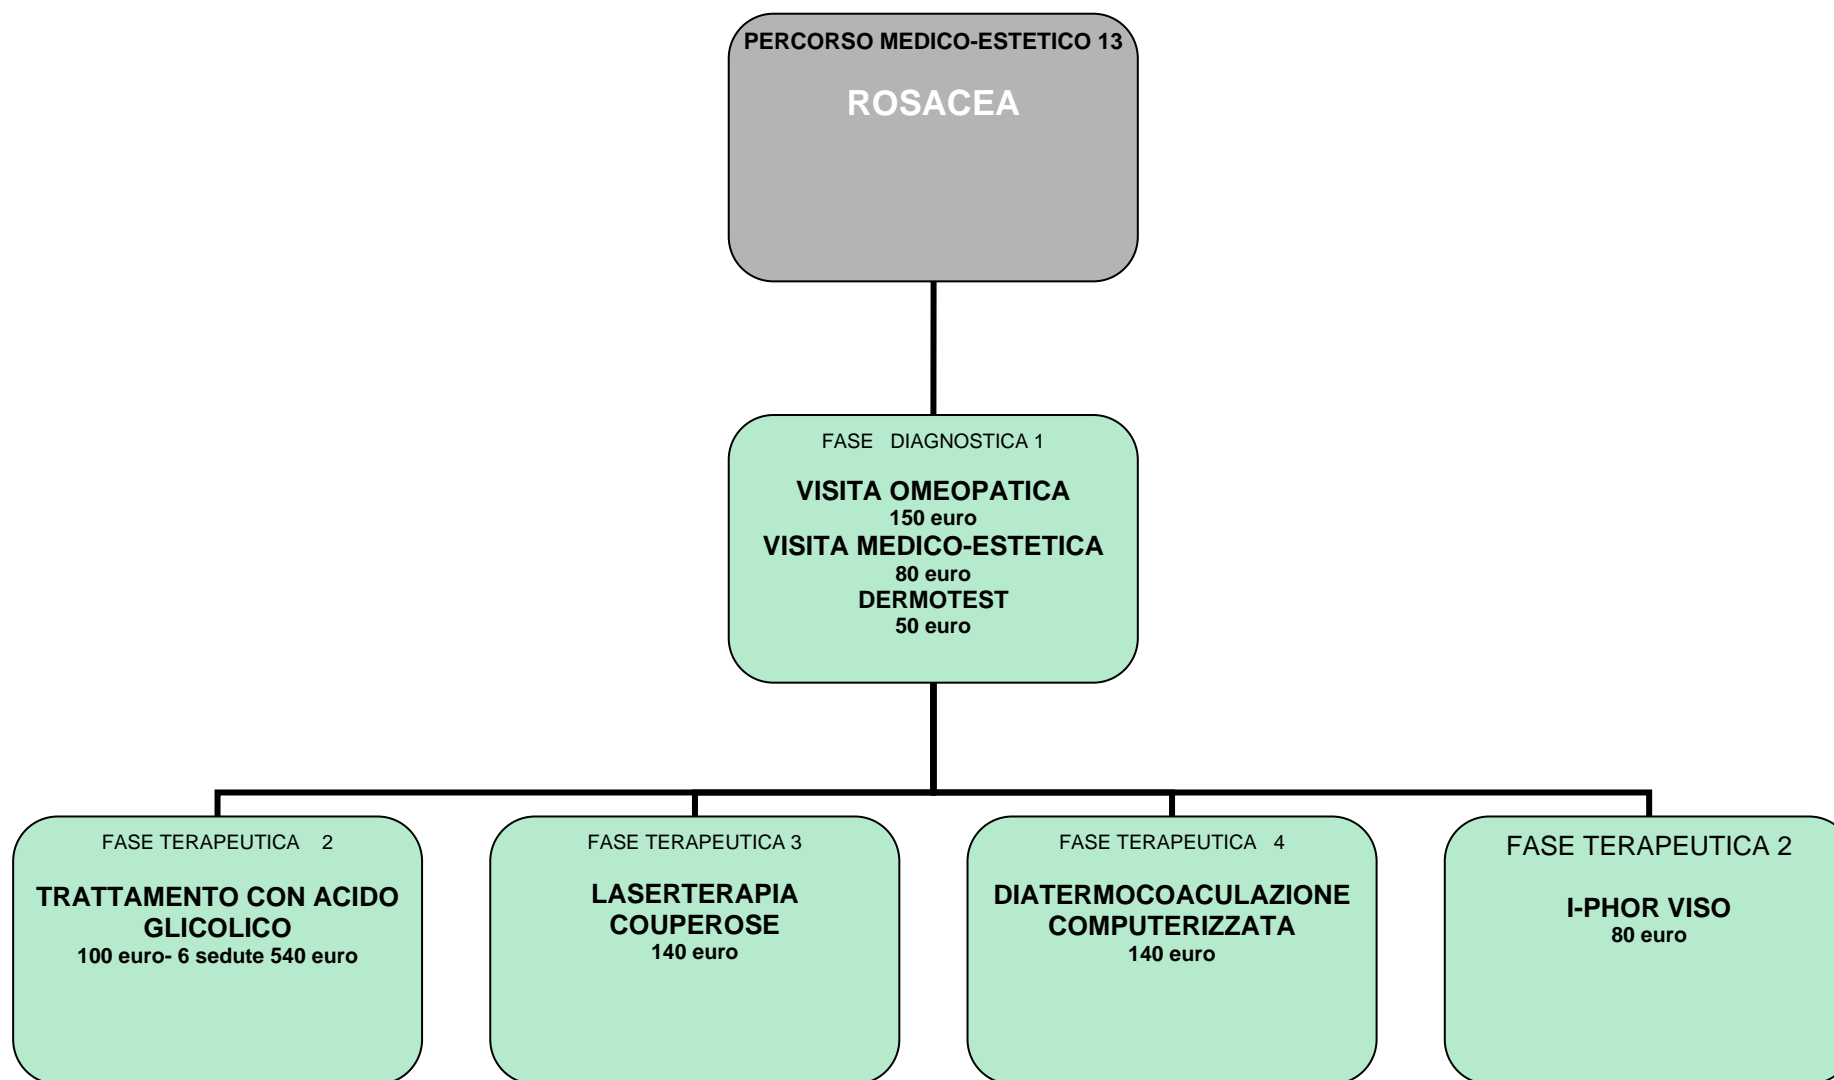 PERCORSO MEDICO-ESTETICO 13
ROSACEA
FASE DIAGNOSTICA 1
VISITA OMEOPATICA
150 euro
VISITA MEDICO-ESTETICA
80 euro
DERMOTEST
50 euro
FASE TERAPEUTICA 2
TRATTAMENTO CON ACIDO
GLICOLICO
100 euro- 6 sedute 540 euro
FASE TERAPEUTICA 3
LASERTERAPIA
COUPEROSE
140 euro
FASE TERAPEUTICA 4
DIATERMOCOACULAZIONE
COMPUTERIZZATA
140 euro
FASE TERAPEUTICA 2
I-PHOR VISO
80 euro